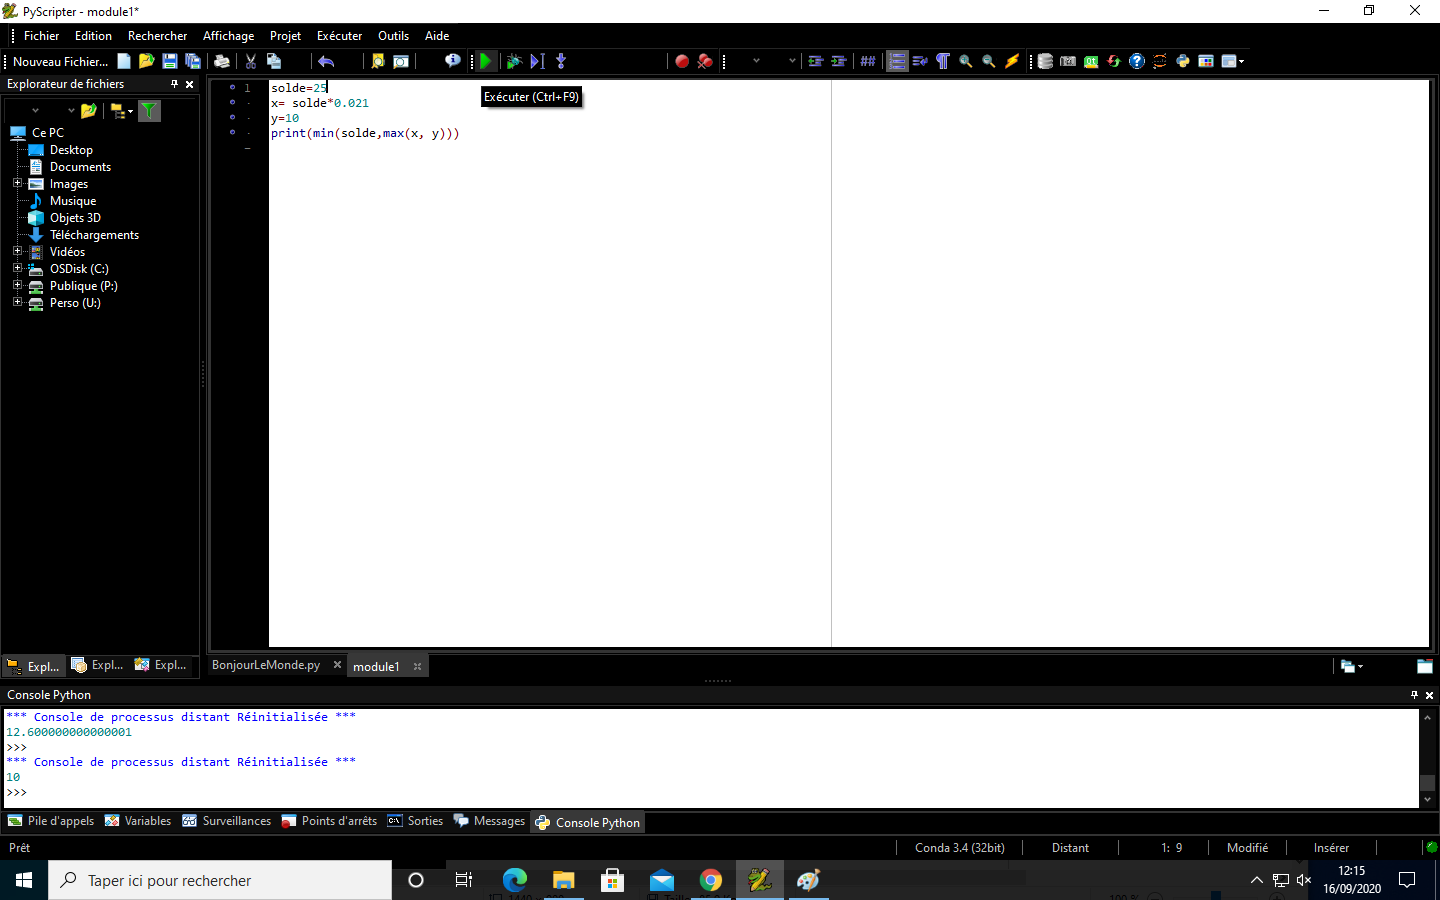 PyScripter - module1*
Fichier Edition Rechercher Affichage Projet Exécuter Outils Aide
Nouveau Fichier...
Explorateur de fichiers
Ce PC
Desktop
Documents
Images
Musique
Objets 3D
Téléchargements
Vidéos
OSDisk (C:)
Publique (P:)
Perso (U:)
Expl... Expl... Expl...
1 solde=25
x= solde*0.021
y=10
print(min(solde,max(x, y)))
Exécuter (Ctrl+F9)
BonjourLeMonde.py module1
Console Python
*** Console de processus distant Réinitialisée ***
12.600000000000001
>>>
*** Console de processus distant Réinitialisée ***
10
>>>
Pile d'appels Variables Surveillances Points d'arrêts Sorties Messages Console Python
Prêt Conda 3.4 (32bit) Distant 1: 9 Modifié Insérer
Taper ici pour rechercher
12:15
16/09/2020